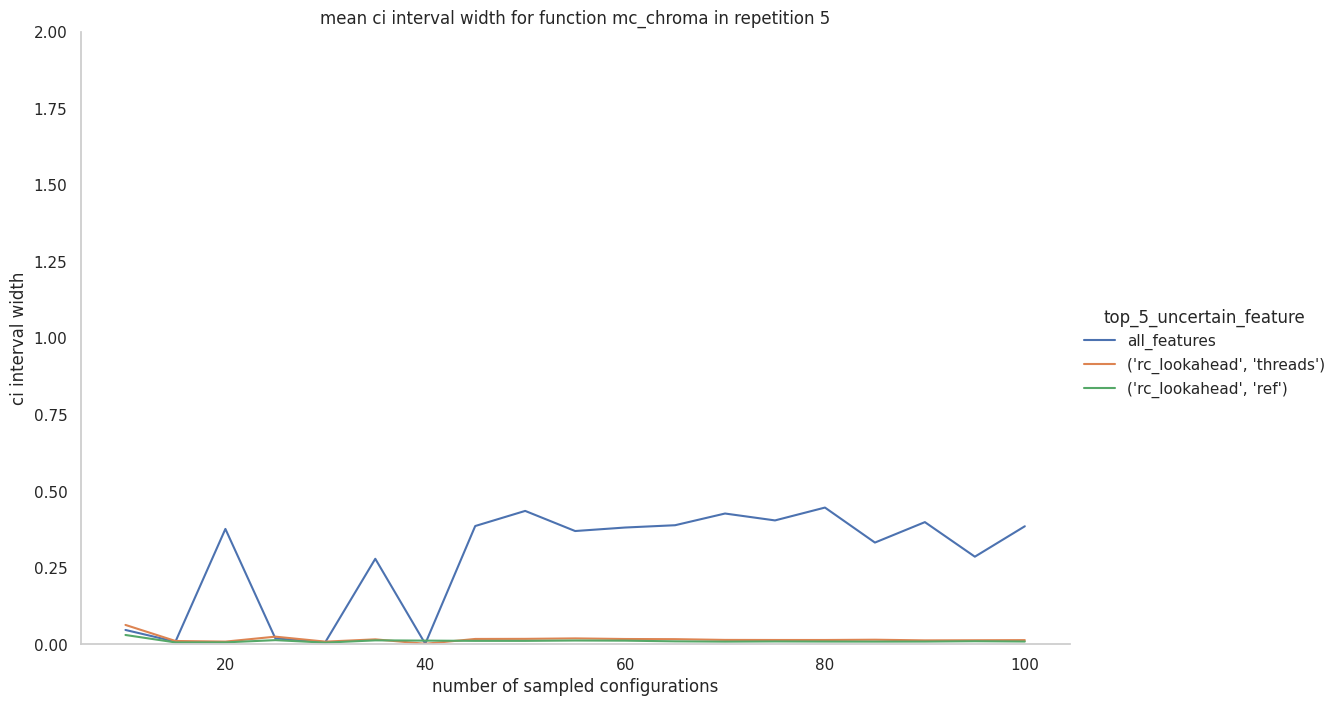 mean ci interval width for function mc_chroma in repetition 5
2.00
1.75
1.50
1.25
1.00
0.75
0.50
0.25
0.00
ci interval width
20
40
60
80
100
number of sampled configurations
top_5_uncertain_feature
all_features
('rc_lookahead', 'threads')
('rc_lookahead', 'ref')